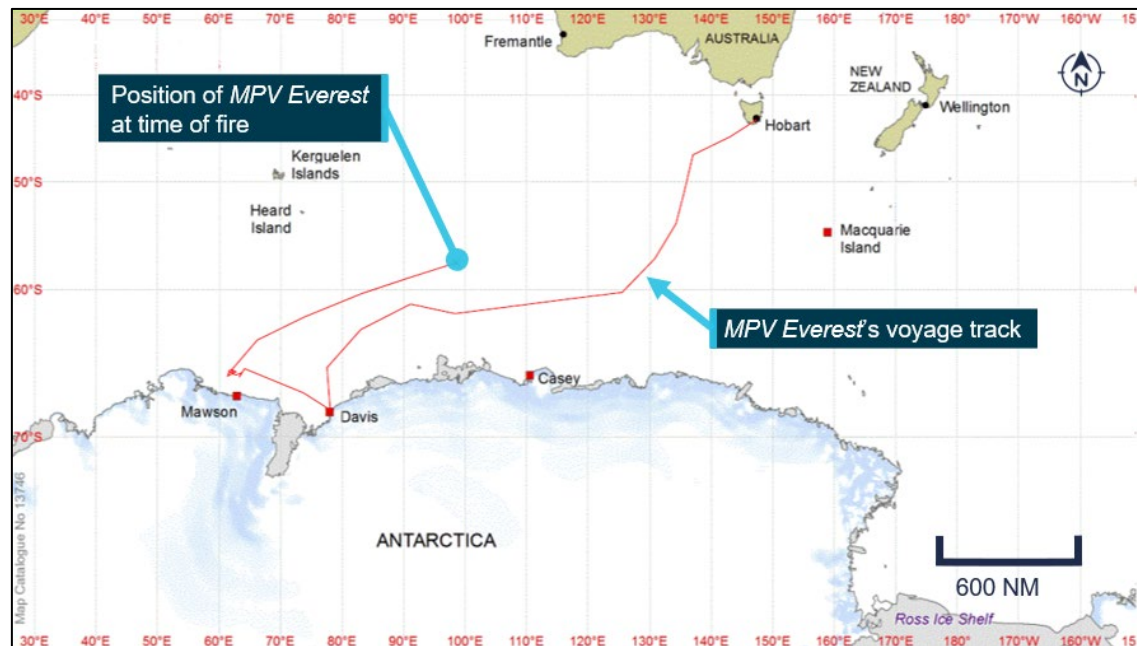 30°E 40°E 50°E 60°E 70°E 80°E 90°E 100°E 110°E 120°E 130°E 140°E 150°E 160°E 170°E 180° 170°W 160°W 150
Fremantle
AUSTRALIA
Position of MPV Everest
at time of fire
NEW
ZEALAND
N
40°S
Wellington
Hobart
Kerguelen
Islands
50°S
Heard
Island
Macquarie
Island
60°S
MPV Everest's voyage track
Casey
Mawson
Davis
70°S
ANTARCTICA
600 NM
Ross Ice Shelf
Map Catalogue No 13746
30°E 40°E 50°E 60°E 70°E 80°E 90°E 100°E 110°E 120°E 130°E 140°E 150°E 160°E 170°E 180° 170°W 160°W 150